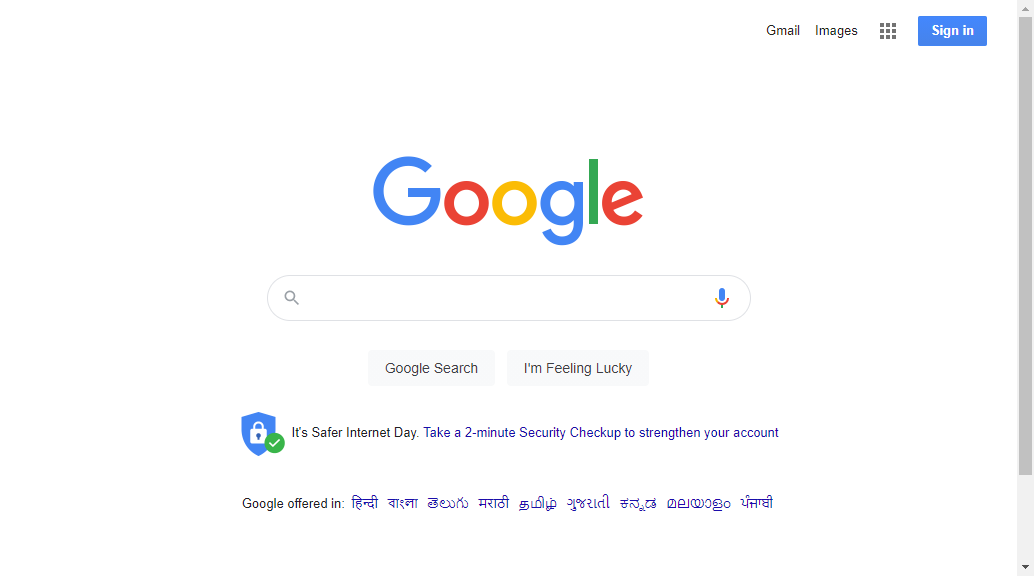 Gmail Images Sign in
Google
Google Search I'm Feeling Lucky
It's Safer Internet Day. Take a 2-minute Security Checkup to strengthen your account
Google offered in: हिन्दी বাংলা తెలుగు मराठी தமிழ் ગુજરાતી ಕನ್ನಡ മലയാളം ਪੰਜਾਬੀ